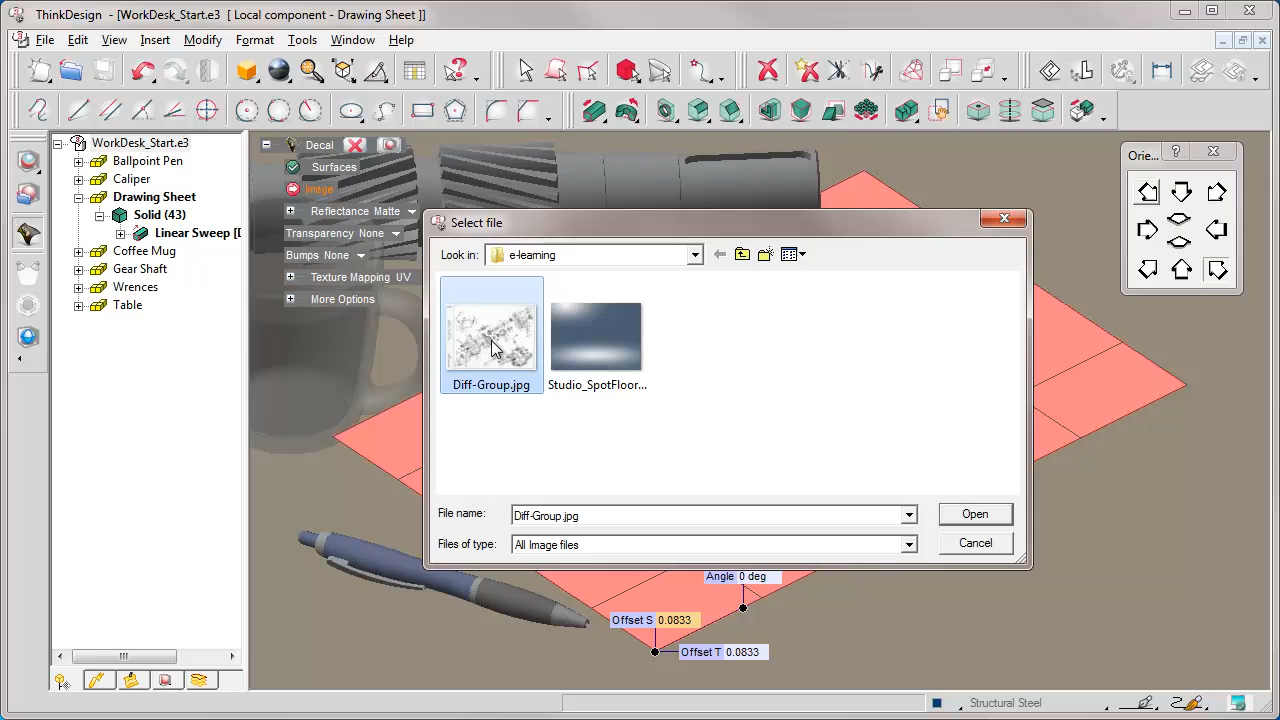 ThinkDesign - [WorkDesk_Start.e3 [ Local component - Drawing Sheet ]]
File Edit View Insert Modify Format Tools Window Help
WorkDesk_Start.e3
Ballpoint Pen
Caliper
Drawing Sheet
Solid (43)
Linear Sweep [D
Coffee Mug
Gear Shaft
Wrences
Table
Decal
Surfaces
Image
Reflectance Matte
Transparency None
Bumps None
Texture Mapping UV
More Options
Select file
Look in: e-learning
Diff-Group.jpg Studio_SpotFloor...
File name: Diff-Group.jpg Open
Files of type: All Image files Cancel
Orie...
Angle 0 deg
Offset S 0.0833
Offset T 0.0833
Structural Steel